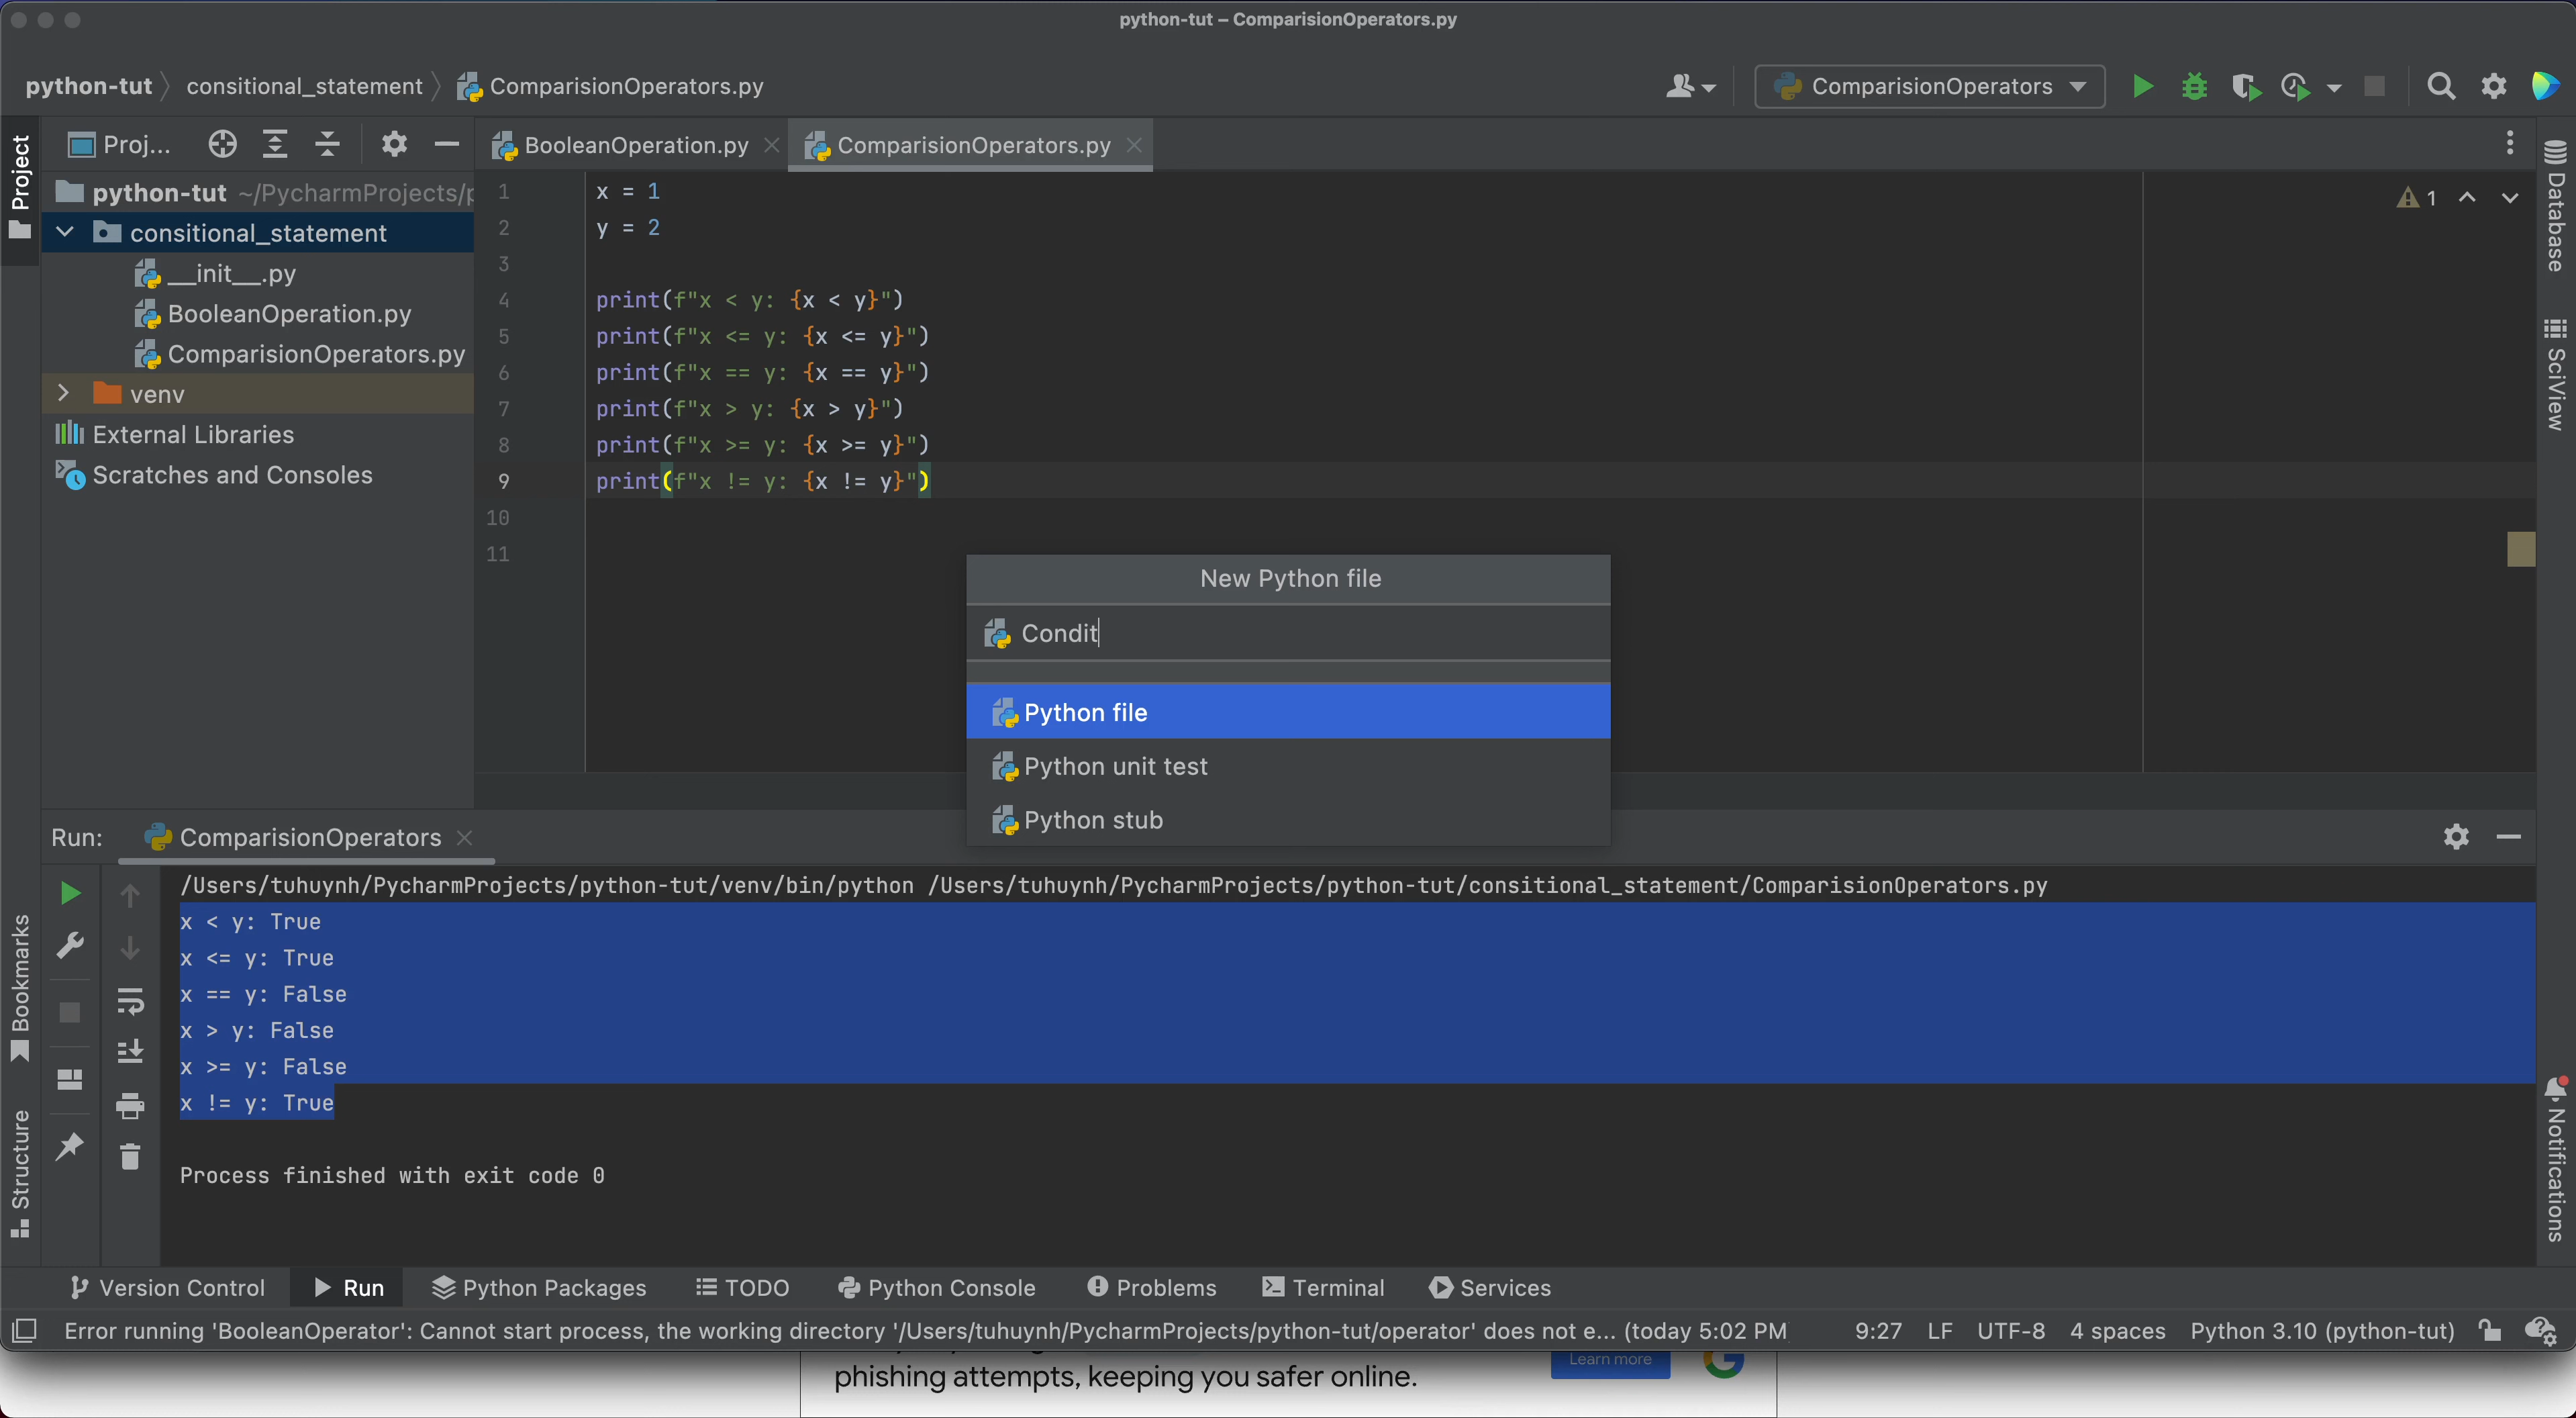 python-tut – ComparisionOperators.py
python-tut consitional_statement ComparisionOperators.py
ComparisionOperators
Project
Proj...
BooleanOperation.py
ComparisionOperators.py
python-tut ~/PycharmProjects/
consitional_statement
__init__.py
BooleanOperation.py
ComparisionOperators.py
venv
External Libraries
Scratches and Consoles
1 x = 1
2 y = 2
3
4 print(f"x < y: {x < y}")
5 print(f"x <= y: {x <= y}")
6 print(f"x == y: {x == y}")
7 print(f"x > y: {x > y}")
8 print(f"x >= y: {x >= y}")
9 print(f"x != y: {x != y}")
10
11
1
Database
SciView
New Python file
Condit
Python file
Python unit test
Python stub
Run: ComparisionOperators
/Users/tuhuynh/PycharmProjects/python-tut/venv/bin/python /Users/tuhuynh/PycharmProjects/python-tut/consitional_statement/ComparisionOperators.py
x < y: True
x <= y: True
x == y: False
x > y: False
x >= y: False
x != y: True
Process finished with exit code 0
Bookmarks
Structure
Notifications
Version Control Run Python Packages TODO Python Console Problems Terminal Services
Error running 'BooleanOperator': Cannot start process, the working directory '/Users/tuhuynh/PycharmProjects/python-tut/operator' does not e... (today 5:02 PM 9:27 LF UTF-8 4 spaces Python 3.10 (python-tut)
phishing attempts, keeping you safer online.
Learn more